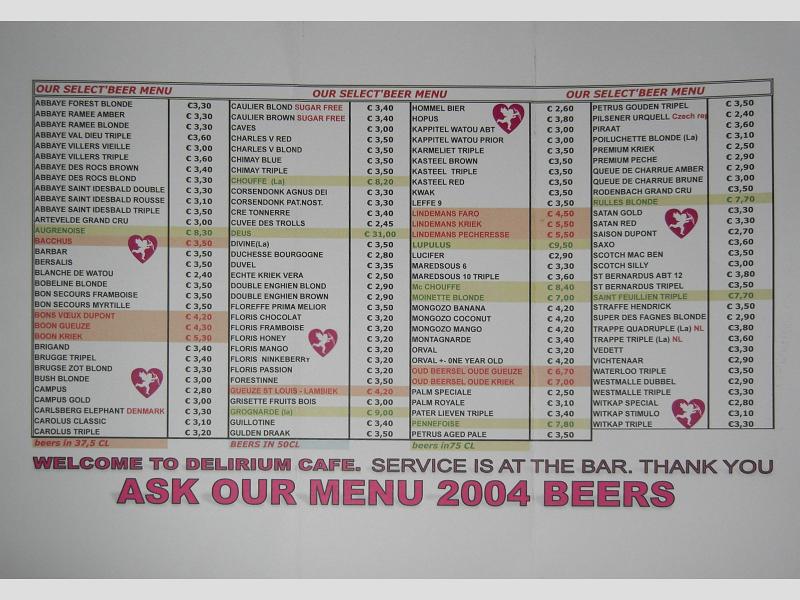 OUR SELECT'BEER MENU
ABBAYE FOREST BLONDE €3,30
ABBAYE RAMEE AMBER € 3,30
ABBAYE RAMEE BLONDE € 3,30
ABBAYE VAL DIEU TRIPLE €3,60
ABBAYE VILLERS VIEILLE € 3,00
ABBAYE VILLERS TRIPLE € 3,60
ABBAYE DES ROCS BROWN € 3,40
ABBAYE DES ROCS BLOND € 3,30
ABBAYE SAINT IDESBALD DOUBLE € 3,30
ABBAYE SAINT IDESBALD ROUSSE € 3,10
ABBAYE SAINT IDESBALD TRIPLE € 3,50
ARTEVELDE GRAND CRU € 3,00
AUGRENOISE € 8,30
BACCHUS € 3,50
BARBAR € 3,50
BERSALIS € 3,50
BLANCHE DE WATOU € 2,40
BOBELINE BLONDE € 3,50
BON SECOURS FRAMBOISE € 3,50
BON SECOURS MYRTILLE € 3,50
BONS VŒUX DUPONT € 4,20
BOON GUEUZE € 4,30
BOON KRIEK € 5,30
BRIGAND € 3,40
BRUGGE TRIPEL € 3,40
BRUGSE ZOT BLOND € 3,30
BUSH BLONDE € 3,00
CAMPUS € 2,80
CAMPUS GOLD € 3,00
CARLSBERG ELEPHANT DENMARK € 3,30
CAROLUS CLASSIC € 3,10
CAROLUS TRIPLE € 3,20
beers in 37,5 CL
OUR SELECT'BEER MENU
CAULIER BLOND SUGAR FREE € 3,40
CAULIER BROWN SUGAR FREE € 3,40
CAVES € 3,00
CHARLES V RED € 3,50
CHARLES V BLOND € 3,50
CHIMAY BLUE € 3,50
CHIMAY TRIPLE € 3,50
CHOUFFE (La) € 8,20
CORSENDONK AGNUS DEI € 3,30
CORSENDONK PAT.NOST. € 3,30
CRE TONNERRE € 3,40
CUVEE DES TROLLS € 2,45
DEUS € 31,00
DIVINE(La) € 3,50
DUCHESSE BOURGOGNE € 2,80
DUVEL € 3,35
ECHTE KRIEK VERA € 2,50
DOUBLE ENGHIEN BLOND € 2,90
DOUBLE ENGHIEN BROWN € 2,90
FLOREFFE PRIMA MELIOR € 3,50
FLORIS CHOCOLAT € 3,20
FLORIS FRAMBOISE € 3,20
FLORIS HONEY € 3,20
FLORIS MANGO € 3,20
FLORIS NINKEBERRY € 3,20
FLORIS PASSION € 3,20
FORESTINNE € 3,50
GUEUZE ST LOUIS - LAMBIEK € 4,20
GRISETTE FRUITS BOIS € 3,00
GROGNARDE (la) € 9,00
GUILLOTINE € 3,40
GULDEN DRAAK € 3,50
BEERS IN 50CL
HOMMEL BIER € 2,60
HOPUS € 3,80
KAPPITEL WATOU ABT € 3,00
KAPPITEL WATOU PRIOR € 3,00
KARMELIET TRIPLE € 3,50
KASTEEL BROWN € 3,50
KASTEEL TRIPLE € 3,50
KASTEEL RED € 3,50
KWAK € 3,50
LEFFE 9 € 3,50
LINDEMANS FARO € 4,50
LINDEMANS KRIEK € 5,50
LINDEMANS PECHERESSE € 5,50
LUPULUS €9,50
LUCIFER €2,90
MAREDSOUS 6 € 3,30
MAREDSOUS 10 TRIPLE € 3,60
Mc CHOUFFE € 8,40
MOINETTE BLONDE € 7,00
MONGOZO BANANA € 4,20
MONGOZO COCONUT € 4,20
MONGOZO MANGO € 4,20
MONTAGNARDE € 3,40
ORVAL € 3,20
ORVAL +- 0NE YEAR OLD € 4,20
OUD BEERSEL OUDE GUEUZE € 6,70
OUD BEERSEL OUDE KRIEK € 7,00
PALM SPECIALE € 2,50
PALM ROYALE € 3,10
PATER LIEVEN TRIPLE € 3,40
PENNEFOISE € 7,80
PETRUS AGED PALE € 3,50
beers in75 CL
OUR SELECT'BEER MENU
PETRUS GOUDEN TRIPEL € 3,50
PILSENER URQUELL Czech rep € 2,40
PIRAAT € 3,60
POILUCHETTE BLONDE (La) € 3,10
PREMIUM KRIEK € 2,50
PREMIUM PECHE € 2,90
QUEUE DE CHARRUE AMBER € 2,90
QUEUE DE CHARUE BRUNE € 3,00
RODENBACH GRAND CRU €3,50
RULLES BLONDE € 7,70
SATAN GOLD € 3,30
SATAN RED € 3,30
SAISON DUPONT €2,70
SAXO € 3,60
SCOTCH MAC BEN €3,50
SCOTCH SILLY € 3,00
ST BERNARDUS ABT 12 € 3,80
ST BERNARDUS TRIPEL €3,50
SAINT FEUILLIEN TRIPLE €7,70
STRAFFE HENDRICK € 3,50
SUPER DES FAGNES BLONDE € 2,90
TRAPPE QUADRUPLE (La) NL €3,80
TRAPPE TRIPLE (La) NL € 3,60
VEDETT €3,30
VICHTENAAR €2,90
WATERLOO TRIPLE €3,50
WESTMALLE DUBBEL €2,90
WESTMALLE TRIPLE €3,30
WITKAP SPECIAL €2,80
WITKAP STIMULO €3,10
WITKAP TRIPLE €3,30
WELCOME TO DELIRIUM CAFE. SERVICE IS AT THE BAR. THANK YOU
ASK OUR MENU 2004 BEERS